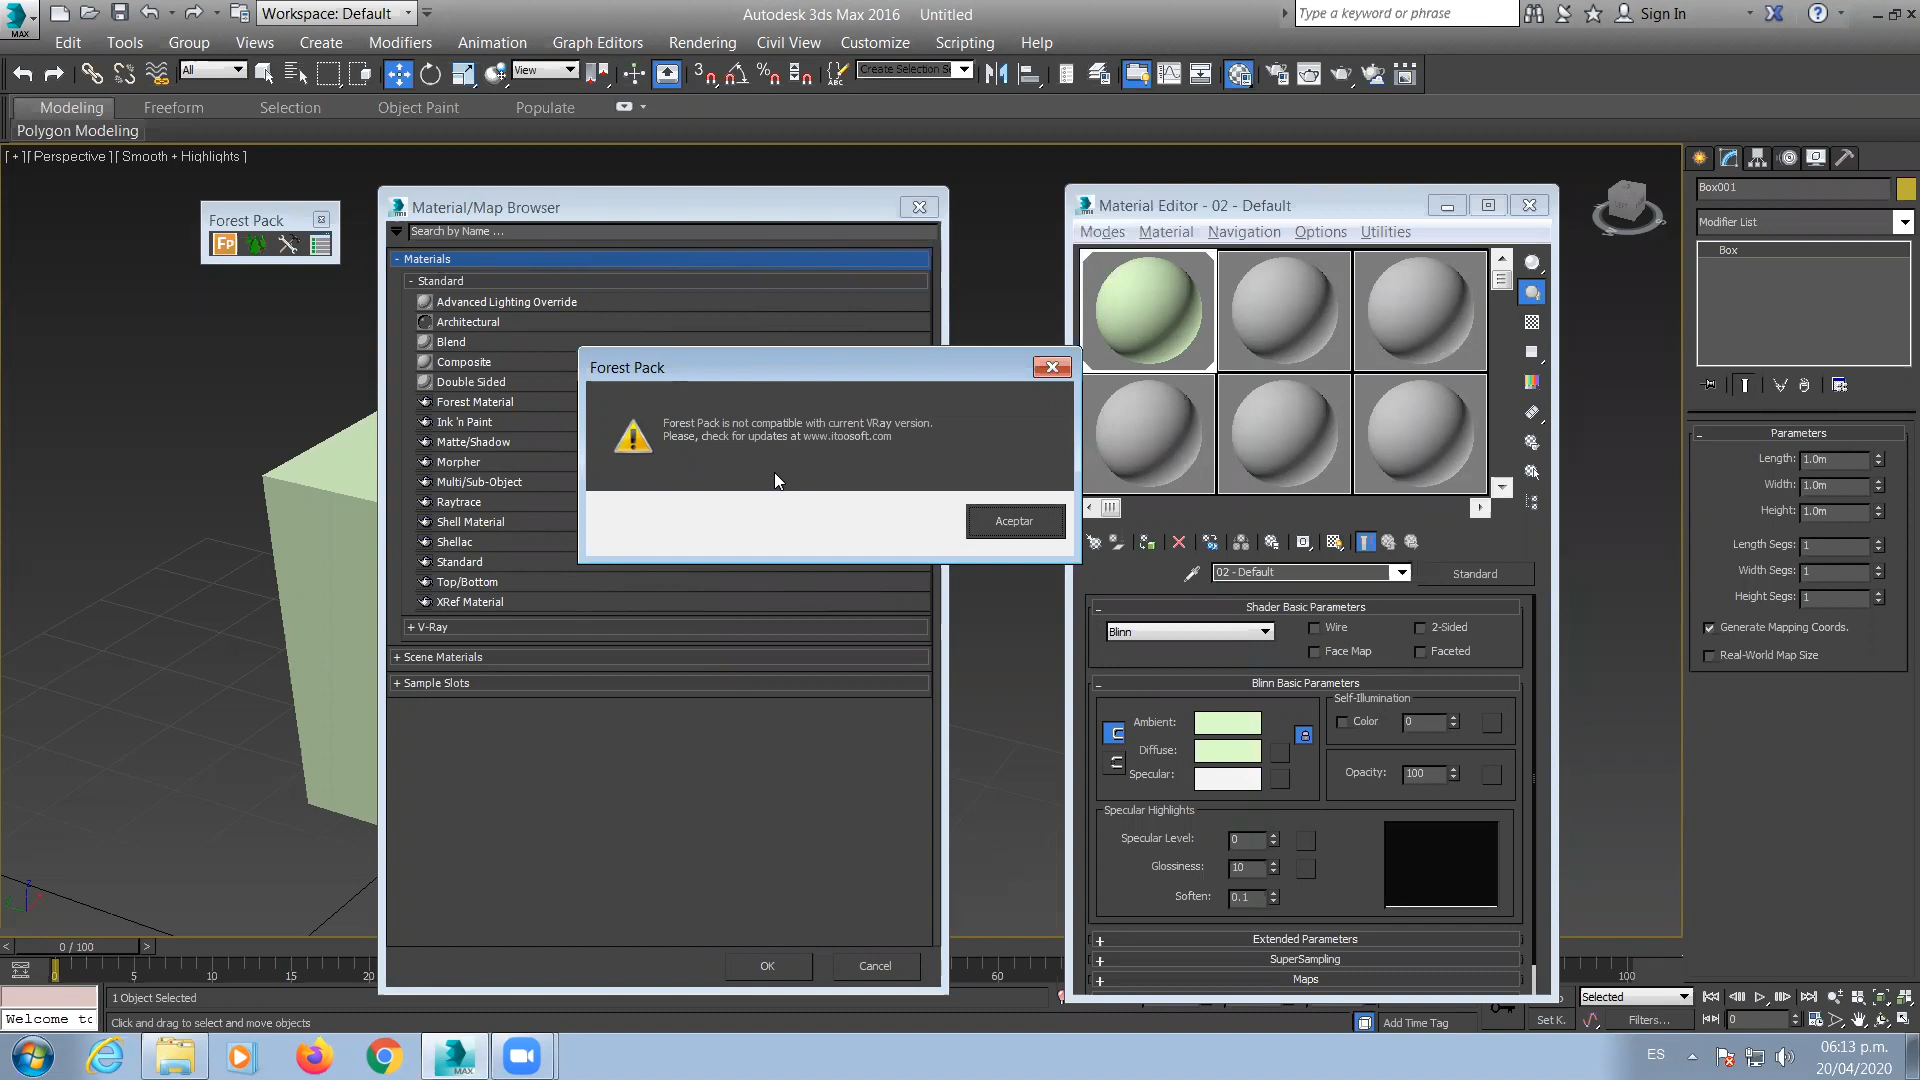 MAX
Workspace: Default
Autodesk 3ds Max 2016 Untitled
Type a keyword or phrase
Sign In
Edit Tools Group Views Create Modifiers Animation Graph Editors Rendering Civil View Customize Scripting Help
All
View
3
Create Selection S
Modeling Freeform Selection Object Paint Populate
Polygon Modeling
[ + ][ Perspective ][ Smooth + Highlights ]
Forest Pack
Fp
Material/Map Browser
Search by Name ...
- Materials
- Standard
Advanced Lighting Override
Architectural
Blend
Composite
Double Sided
Forest Material
Ink 'n Paint
Matte/Shadow
Morpher
Multi/Sub-Object
Raytrace
Shell Material
Shellac
Standard
Top/Bottom
XRef Material
+ V-Ray
+ Scene Materials
+ Sample Slots
OK Cancel
Forest Pack
Forest Pack is not compatible with current VRay version.
Please, check for updates at www.itoosoft.com
Aceptar
Material Editor - 02 - Default
Modes Material Navigation Options Utilities
02 - Default
Standard
Shader Basic Parameters
Blinn
Wire 2-Sided
Face Map Faceted
Blinn Basic Parameters
Self-Illumination
Ambient: Color 0
Diffuse:
Specular: Opacity: 100
Specular Highlights
Specular Level: 0
Glossiness: 10
Soften: 0.1
Extended Parameters
SuperSampling
Maps
Box001
Modifier List
Box
Parameters
Length: 1.0m
Width: 1.0m
Height: 1.0m
Length Segs: 1
Width Segs: 1
Height Segs: 1
Generate Mapping Coords.
Real-World Map Size
0 / 100
0 5 10 15 20 60 100
1 Object Selected
Welcome to
Click and drag to select and move objects
Add Time Tag
Set K.
Selected
Filters...
0
MAX
ES
06:13 p.m.
20/04/2020